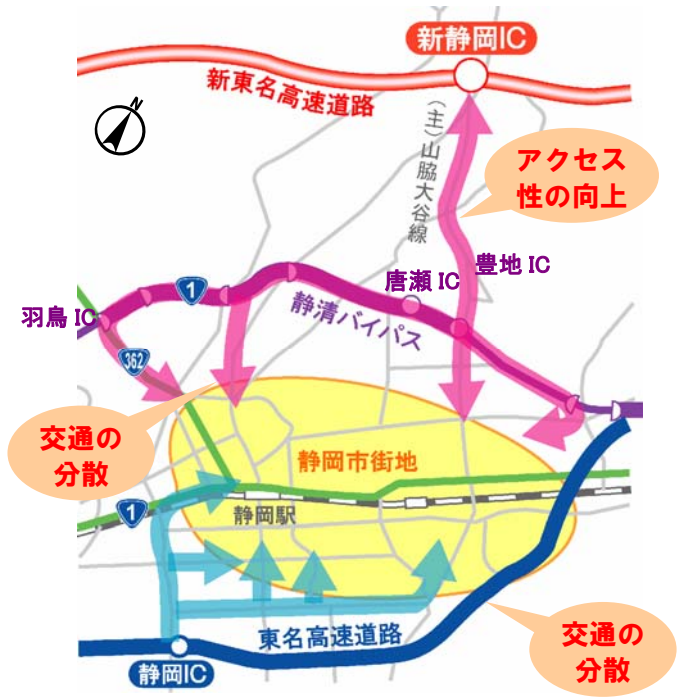 新静岡IC
新東名高速道路
N
(主)山脇大谷線
アクセス
性の向上
豊地 IC
唐瀬 IC
1
静清バイパス
羽鳥 IC
362
交通の
分散
静岡市街地
1
静岡駅
東名高速道路
静岡IC
交通の
分散